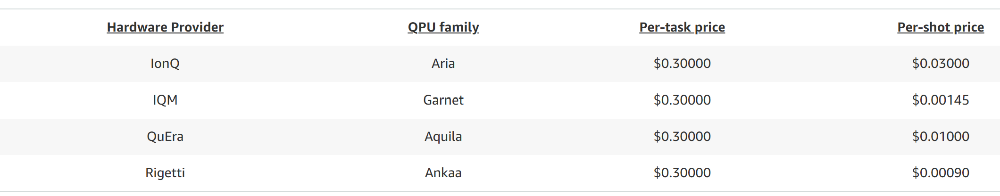 Hardware Provider QPU family Per-task price Per-shot price
IonQ Aria $0.30000 $0.03000
IQM Garnet $0.30000 $0.00145
QuEra Aquila $0.30000 $0.01000
Rigetti Ankaa $0.30000 $0.00090